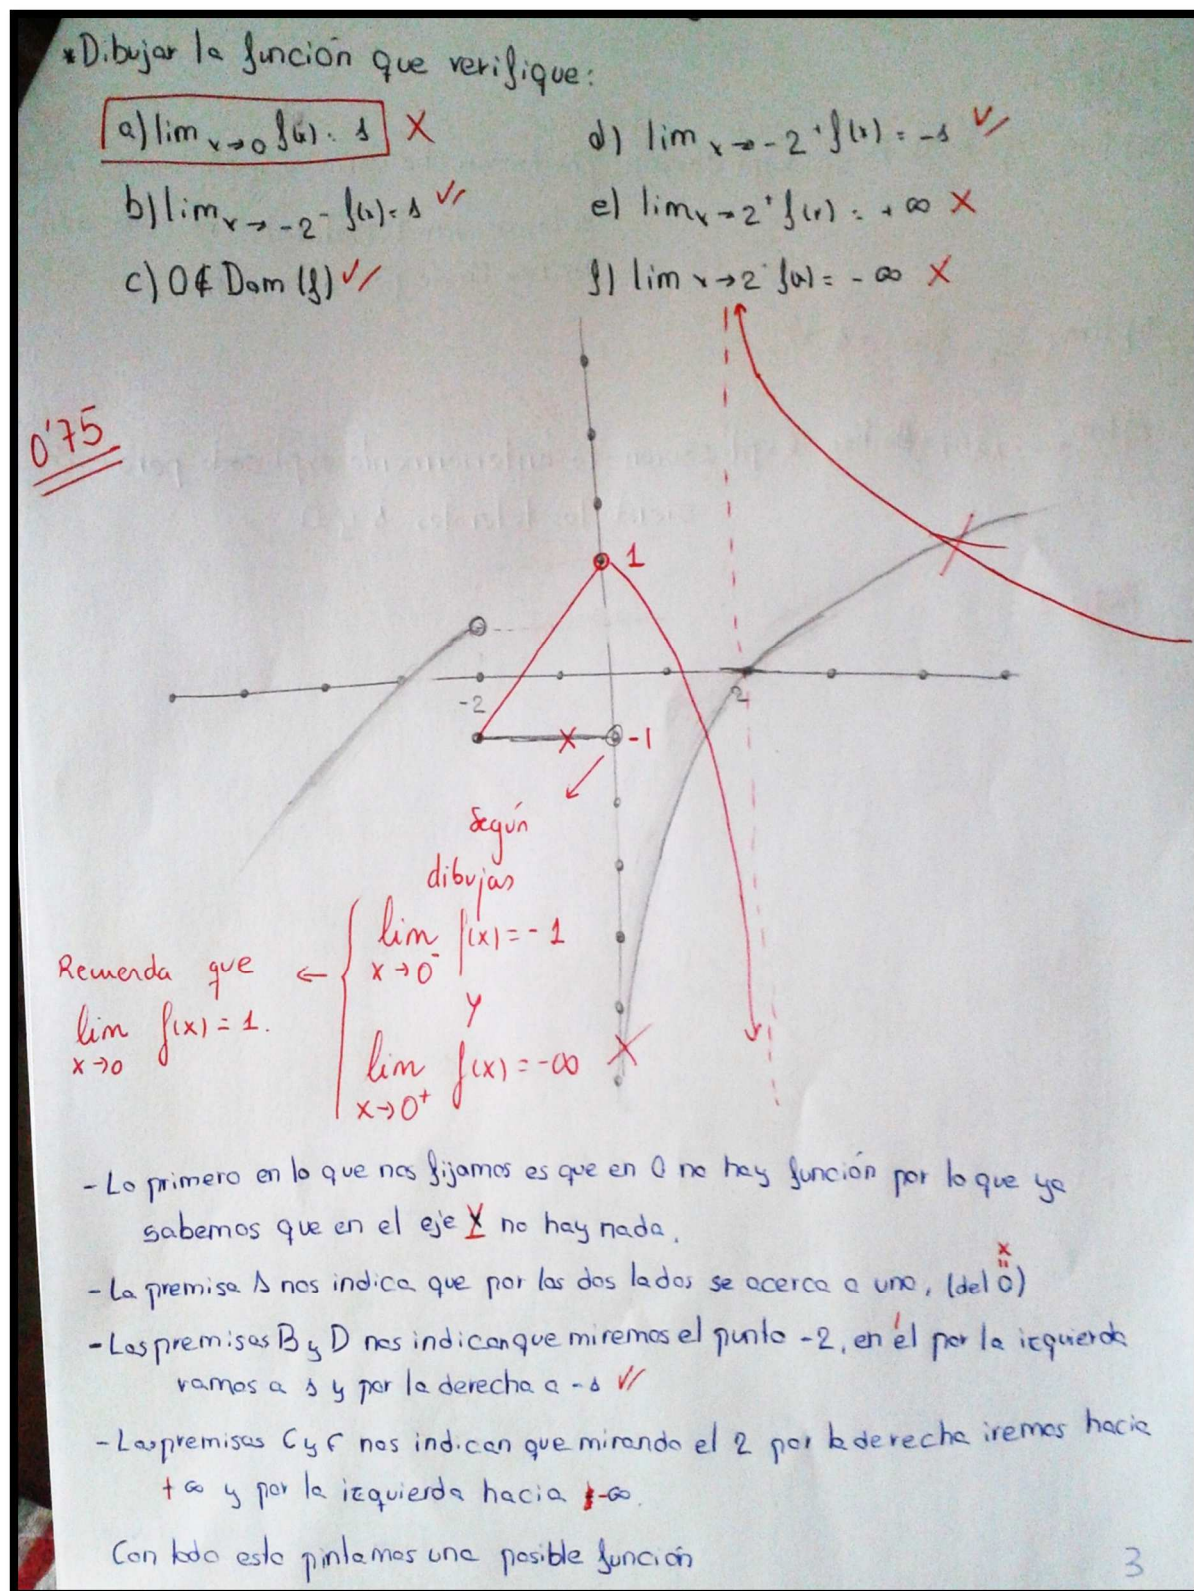 *Dibujar la función que verifique:
a) lim x→0 f(x) = 1 X
b) lim x→-2⁻ f(x) = 1 ✓
c) 0 ∉ Dom (f) ✓
d) lim x→-2⁺ f(x) = -1 ✓
e) lim x→2⁺ f(x) = +∞ X
f) lim x→2⁻ f(x) = -∞ X
0'75
1
-2
2
-1
Según
dibujas
lim f(x) = -1
x→0⁻
y
lim f(x) = -∞
x→0⁺
Recuerda que
lim f(x) = 1.
x→0
- Lo primero en lo que nos fijamos es que en 0 no hay función por lo que ya
sabemos que en el eje Y no hay nada.
- La premisa A nos indica que por los dos lados se acerca a uno, (del 0)
x
- Las premisas B y D nos indican que miremos el punto -2, en él por la izquierda
vamos a 1 y por la derecha a -1 ✓
- Las premisas C y F nos indican que mirando el 2 por la derecha iremos hacia
+∞ y por la izquierda hacia -∞.
Con todo esto pintamos una posible función
3